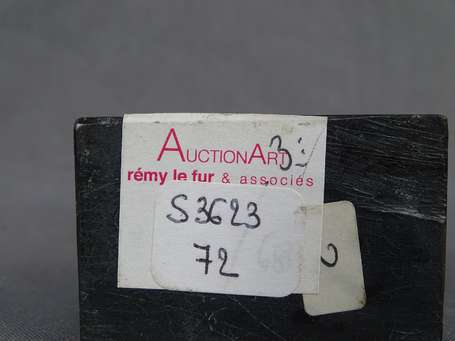 AUCTIONART
rémy le fur & associés
S3623
72